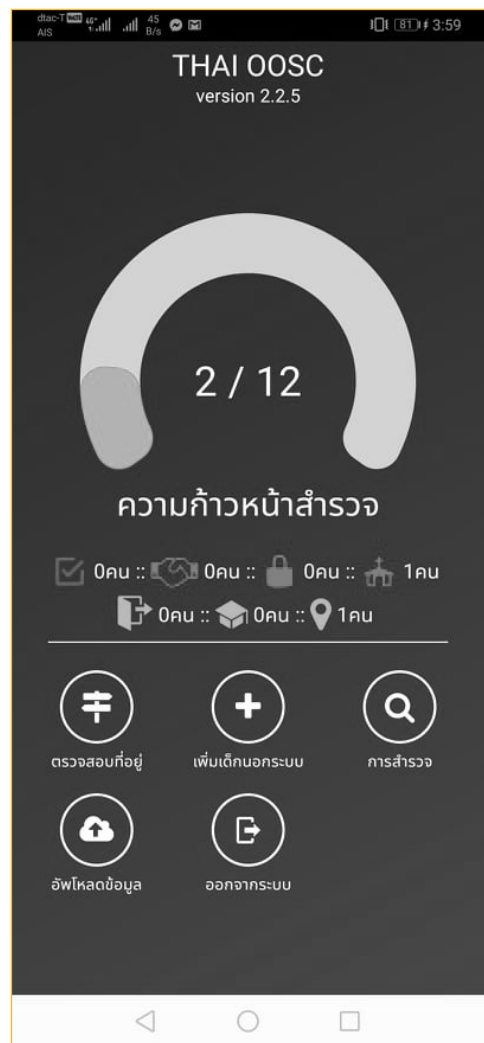 dtac-T VoLTE 4G+ 45 B/s 81 3:59
AIS
THAI OOSC
version 2.2.5
2 / 12
ความก้าวหน้าสำรวจ
0คน :: 0คน :: 0คน :: 1คน
0คน :: 0คน :: 1คน
ตรวจสอบที่อยู่ เพิ่มเด็กนอกระบบ การสำรวจ
อัพโหลดข้อมูล ออกจากระบบ